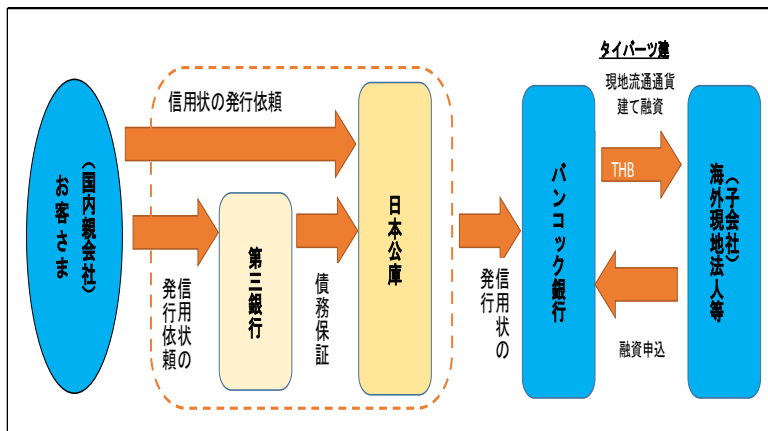 お客さま
（国内親会社）
信用状の発行依頼
信用状の
発行依頼
第三銀行
債務保証
日本公庫
信用状の
発行
バンコック銀行
タイバーツ建
現地流通通貨
建て融資
THB
融資申込
海外現地法人等
（子会社）